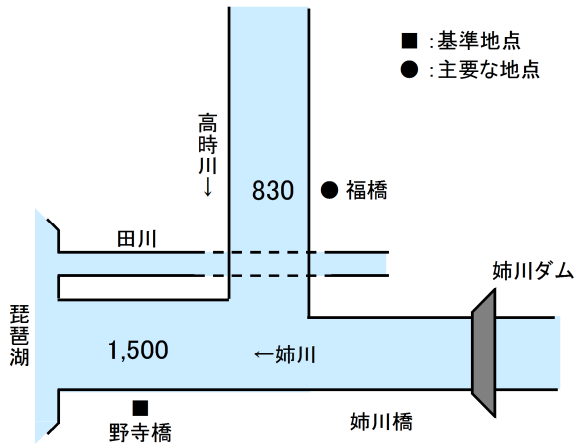 ■ :基準地点
● :主要な地点
高時川→
830
● 福橋
田川
姉川ダム
琵琶湖
1,500
←姉川
■
野寺橋
姉川橋